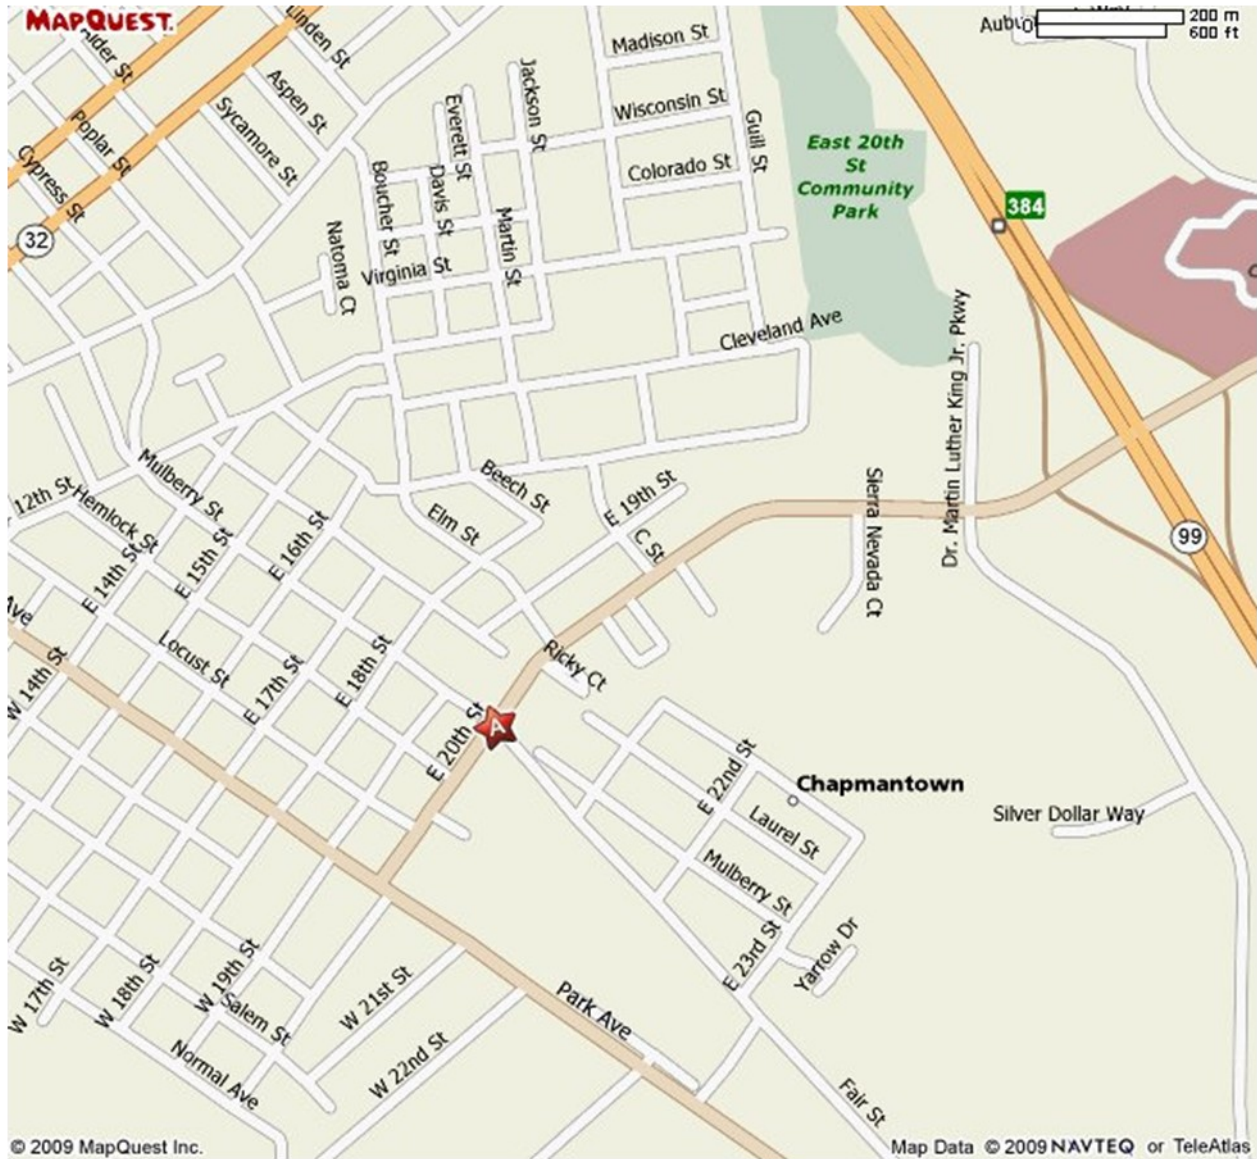 MAPQUEST.
Aubu
Way
200 m
0
600 ft
Alder St
Linden St
Madison St
Jackson St
Aspen St
Everett St
Wisconsin St
Sycamore St
Guill St
Poplar St
East 20th
St
Community
Park
Colorado St
Cypress St
Boucher St
Davis St
384
32
Martin St
Natoma Ct
Virginia St
Cleveland Ave
Dr. Martin Luther King Jr. Pkwy
Mulberry St
Beech St
12th St
Hemlock St
Elm St
E 19th St
Sierra Nevada Ct
E 16th St
E 15th St
C St
99
E 14th St
Ave
Locust St
E 18th St
Ricky Ct
W 14th St
E 17th St
E 20th St
A
E 22nd St
Chapmantown
Laurel St
Silver Dollar Way
Mulberry St
E 23rd St
Yarrow Dr
W 17th St
W 18th St
W 19th St
Salem St
W 21st St
Park Ave
Normal Ave
W 22nd St
Fair St
© 2009 MapQuest Inc.
Map Data © 2009 NAVTEQ or TeleAtlas